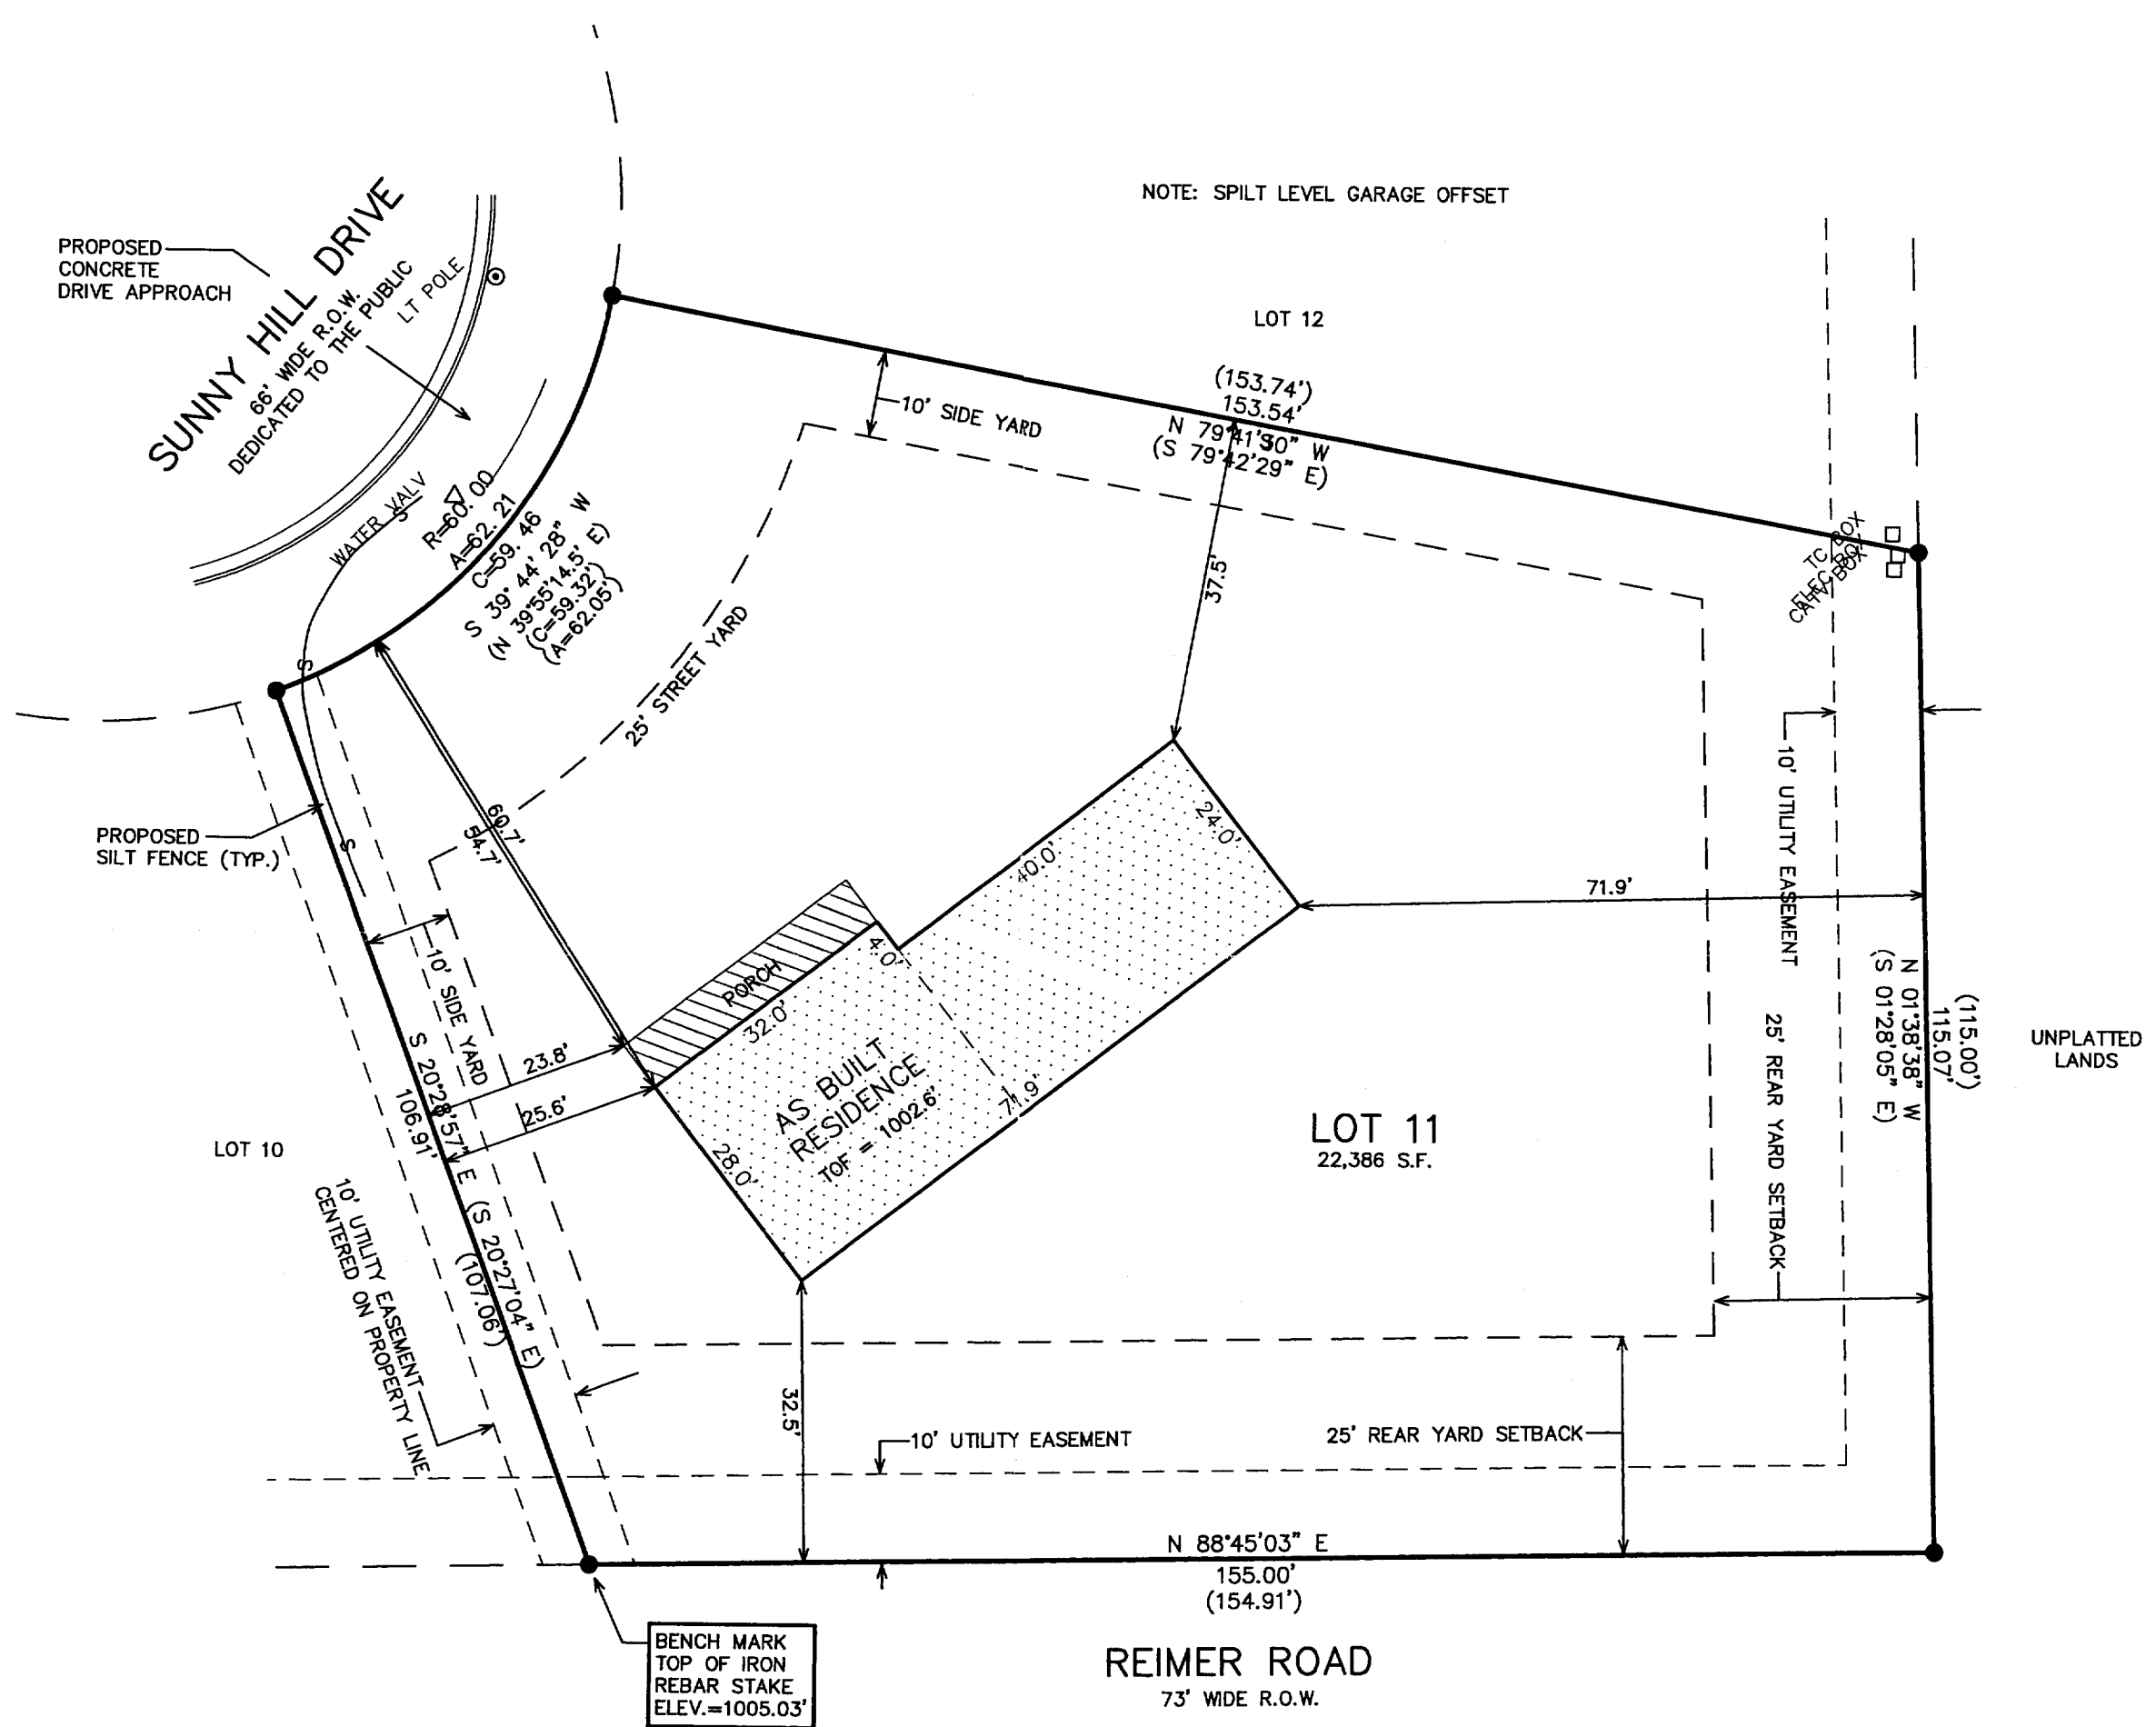 NOTE: SPILT LEVEL GARAGE OFFSET
PROPOSED
CONCRETE
DRIVE APPROACH
SUNNY HILL DRIVE
66' WIDE R.O.W.
DEDICATED TO THE PUBLIC
LT POLE
LOT 12
(153.74')
153.54'
N 79°41'30" W
(S 79°42'29" E)
10' SIDE YARD
WATER VALV
S
R=60.00
A=62.21
C=59.46
S 39°44'28" W
(N 39°55'14.5' E)
(C=59.32')
(A=62.05')
TC. BOX
ELEC BOX
CATV BOX
37.5'
25' STREET YARD
S
10' UTILITY EASEMENT
PROPOSED
SILT FENCE (TYP.)
S
60.7'
54.7'
24.0'
40.0'
71.9'
4.0'
PORCH
32.0'
10' SIDE YARD
23.8'
25.6'
AS BUILT
RESIDENCE
TOF = 1002.6'
71.9'
28.0'
LOT 11
22,386 S.F.
25' REAR YARD SETBACK
N 01°38'38" W
(S 01°28'05" E)
(115.00')
115.07'
UNPLATTED
LANDS
LOT 10
S 20°28'57" E (S 20°27'04" E)
106.91'
(107.06')
10' UTILITY EASEMENT
CENTERED ON PROPERTY LINE
32.5'
10' UTILITY EASEMENT
25' REAR YARD SETBACK
N 88°45'03" E
155.00'
(154.91')
BENCH MARK
TOP OF IRON
REBAR STAKE
ELEV.=1005.03'
REIMER ROAD
73' WIDE R.O.W.